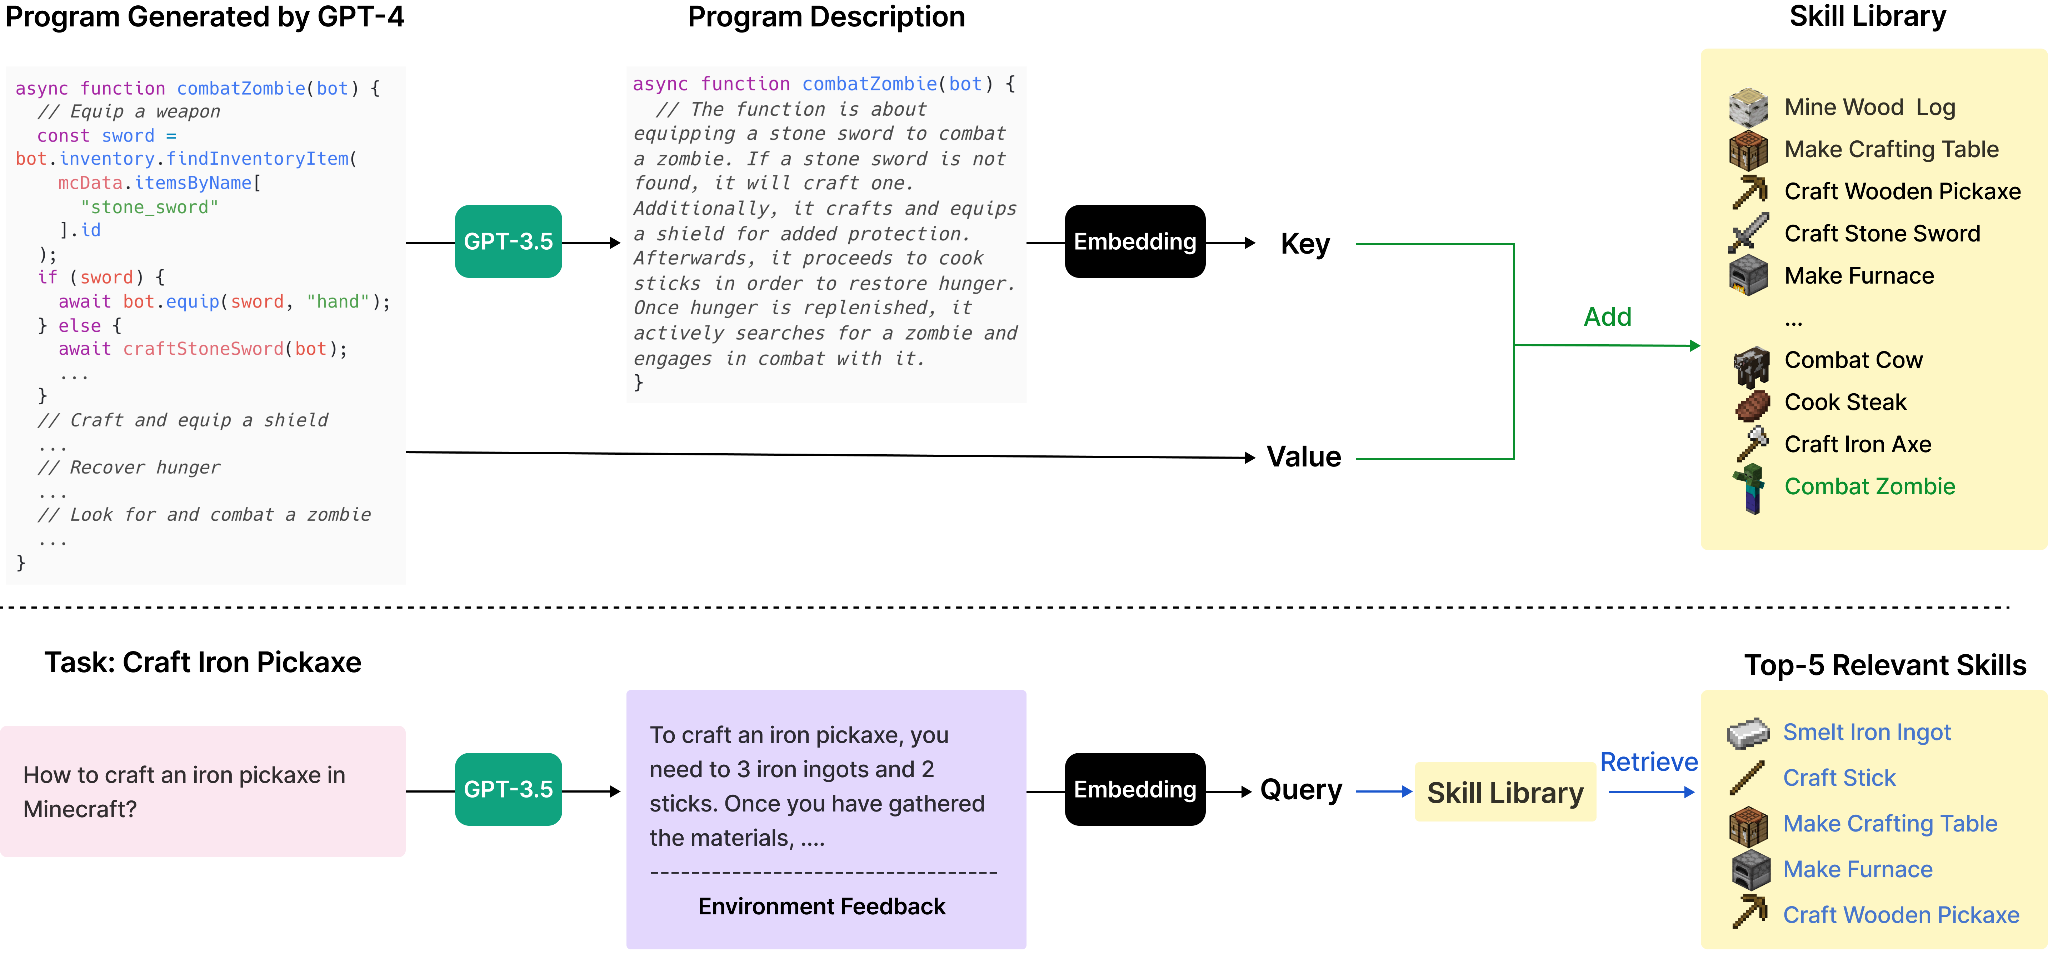 Program Generated by GPT-4
async function combatZombie(bot) {
  // Equip a weapon
  const sword =
bot.inventory.findInventoryItem(
    mcData.itemsByName[
      "stone_sword"
    ].id
  );
  if (sword) {
    await bot.equip(sword, "hand");
  } else {
    await craftStoneSword(bot);
    ...
  }
  // Craft and equip a shield
  ...
  // Recover hunger
  ...
  // Look for and combat a zombie
  ...
}
GPT-3.5
Program Description
async function combatZombie(bot) {
  // The function is about
equipping a stone sword to combat
a zombie. If a stone sword is not
found, it will craft one.
Additionally, it crafts and equips
a shield for added protection.
Afterwards, it proceeds to cook
sticks in order to restore hunger.
Once hunger is replenished, it
actively searches for a zombie and
engages in combat with it.
}
Embedding
Key
Value
Add
Skill Library
Mine Wood  Log
Make Crafting Table
Craft Wooden Pickaxe
Craft Stone Sword
Make Furnace
...
Combat Cow
Cook Steak
Craft Iron Axe
Combat Zombie
Task: Craft Iron Pickaxe
How to craft an iron pickaxe in
Minecraft?
GPT-3.5
To craft an iron pickaxe, you
need to 3 iron ingots and 2
sticks. Once you have gathered
the materials, ....
----------------------------------
Environment Feedback
Embedding
Query
Skill Library
Retrieve
Top-5 Relevant Skills
Smelt Iron Ingot
Craft Stick
Make Crafting Table
Make Furnace
Craft Wooden Pickaxe